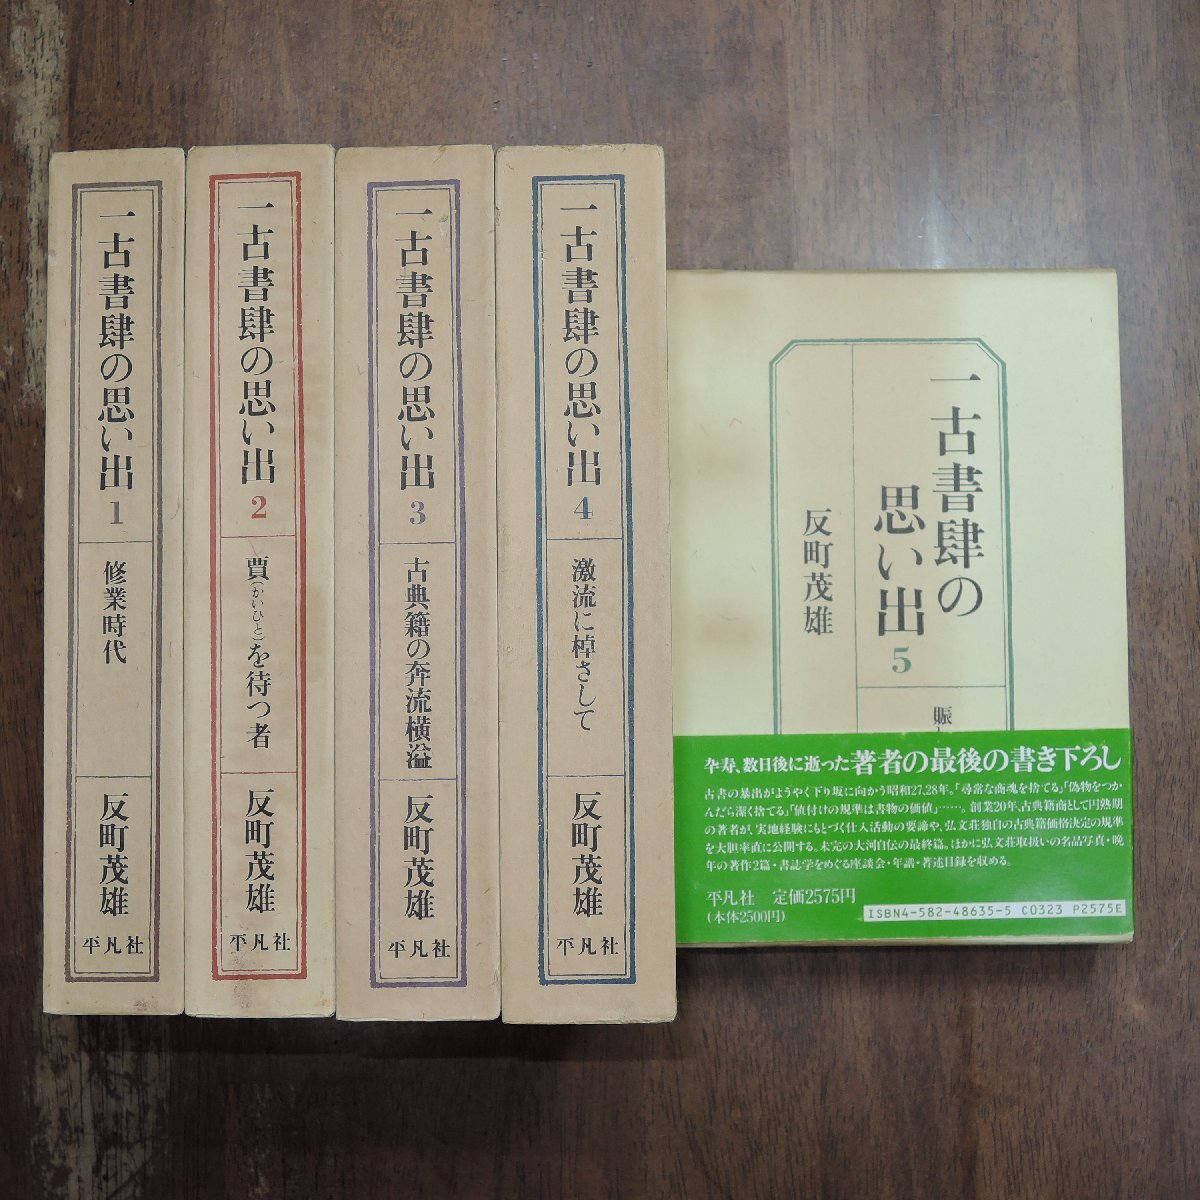 一古書肆の思い出
1
修業時代
反町茂雄
平凡社
一古書肆の思い出
2
賈(かいひと)を待つ者
反町茂雄
平凡社
一古書肆の思い出
3
古典籍の奔流横溢
反町茂雄
平凡社
一古書肆の思い出
4
激流に棹さして
反町茂雄
平凡社
一古書肆の
思い出
5
反町茂雄
賑
卒寿、数日後に逝った著者の最後の書き下ろし
古書の暴出がようやく下り坂に向かう昭和27、28年。「尋常な商魂を捨てる」「偽物をつか
んだら潔く捨てる」「値付けの規準は書物の価値」……。創業20年、古典籍商として円熟期
の著者が、実地経験にもとづく仕入活動の要諦や、弘文荘独自の古典籍価格決定の規準
を大胆率直に公開する。未完の大河自伝の最終篇。ほかに弘文荘取扱いの名品写真・晩
年の著作2篇・書誌学をめぐる座談会・年譜・著述目録を収める。
平凡社 定価2575円
(本体2500円)
ISBN4-582-48635-5 C0323 P2575E